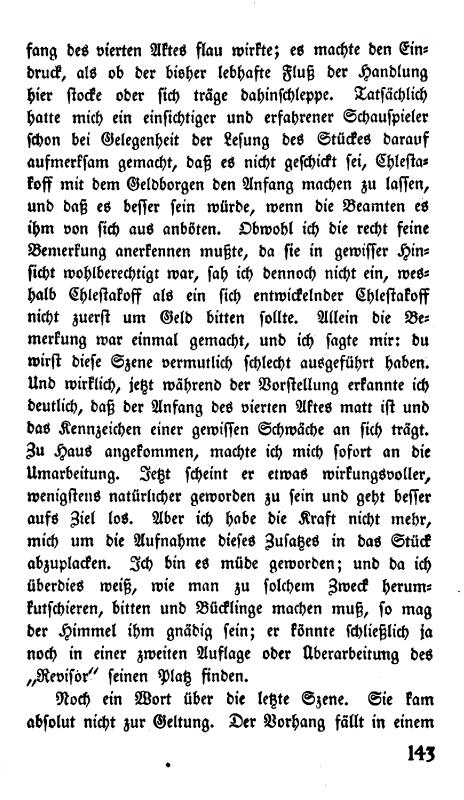 fang des vierten Aktes flau wirkte; es machte den Ein=
druck, als ob der bisher lebhafte Fluß der Handlung
hier stocke oder sich träge dahinschleppe. Tatsächlich
hatte mich ein einsichtiger und erfahrener Schauspieler
schon bei Gelegenheit der Lesung des Stückes darauf
aufmerksam gemacht, daß es nicht geschickt sei, Chlesta=
koff mit dem Geldborgen den Anfang machen zu lassen,
und daß es besser sein würde, wenn die Beamten es
ihm von sich aus anböten. Obwohl ich die recht feine
Bemerkung anerkennen mußte, da sie in gewisser Hin=
sicht wohlberechtigt war, sah ich dennoch nicht ein, wes=
halb Chlestakoff als ein sich entwickelnder Chlestakoff
nicht zuerst um Geld bitten sollte. Allein die Be=
merkung war einmal gemacht, und ich sagte mir: du
wirst diese Szene vermutlich schlecht ausgeführt haben.
Und wirklich, jetzt während der Vorstellung erkannte ich
deutlich, daß der Anfang des vierten Aktes matt ist und
das Kennzeichen einer gewissen Schwäche an sich trägt.
Zu Haus angekommen, machte ich mich sofort an die
Umarbeitung. Jetzt scheint er etwas wirkungsvoller,
wenigstens natürlicher geworden zu sein und geht besser
aufs Ziel los. Aber ich habe die Kraft nicht mehr,
mich um die Aufnahme dieses Zusatzes in das Stück
abzuplacken. Ich bin es müde geworden; und da ich
überdies weiß, wie man zu solchem Zweck herum=
kutschieren, bitten und Bücklinge machen muß, so mag
der Himmel ihm gnädig sein; er könnte schließlich ja
noch in einer zweiten Auflage oder Überarbeitung des
„Revisor“ seinen Platz finden.
Noch ein Wort über die letzte Szene. Sie kam
absolut nicht zur Geltung. Der Vorhang fällt in einem
143